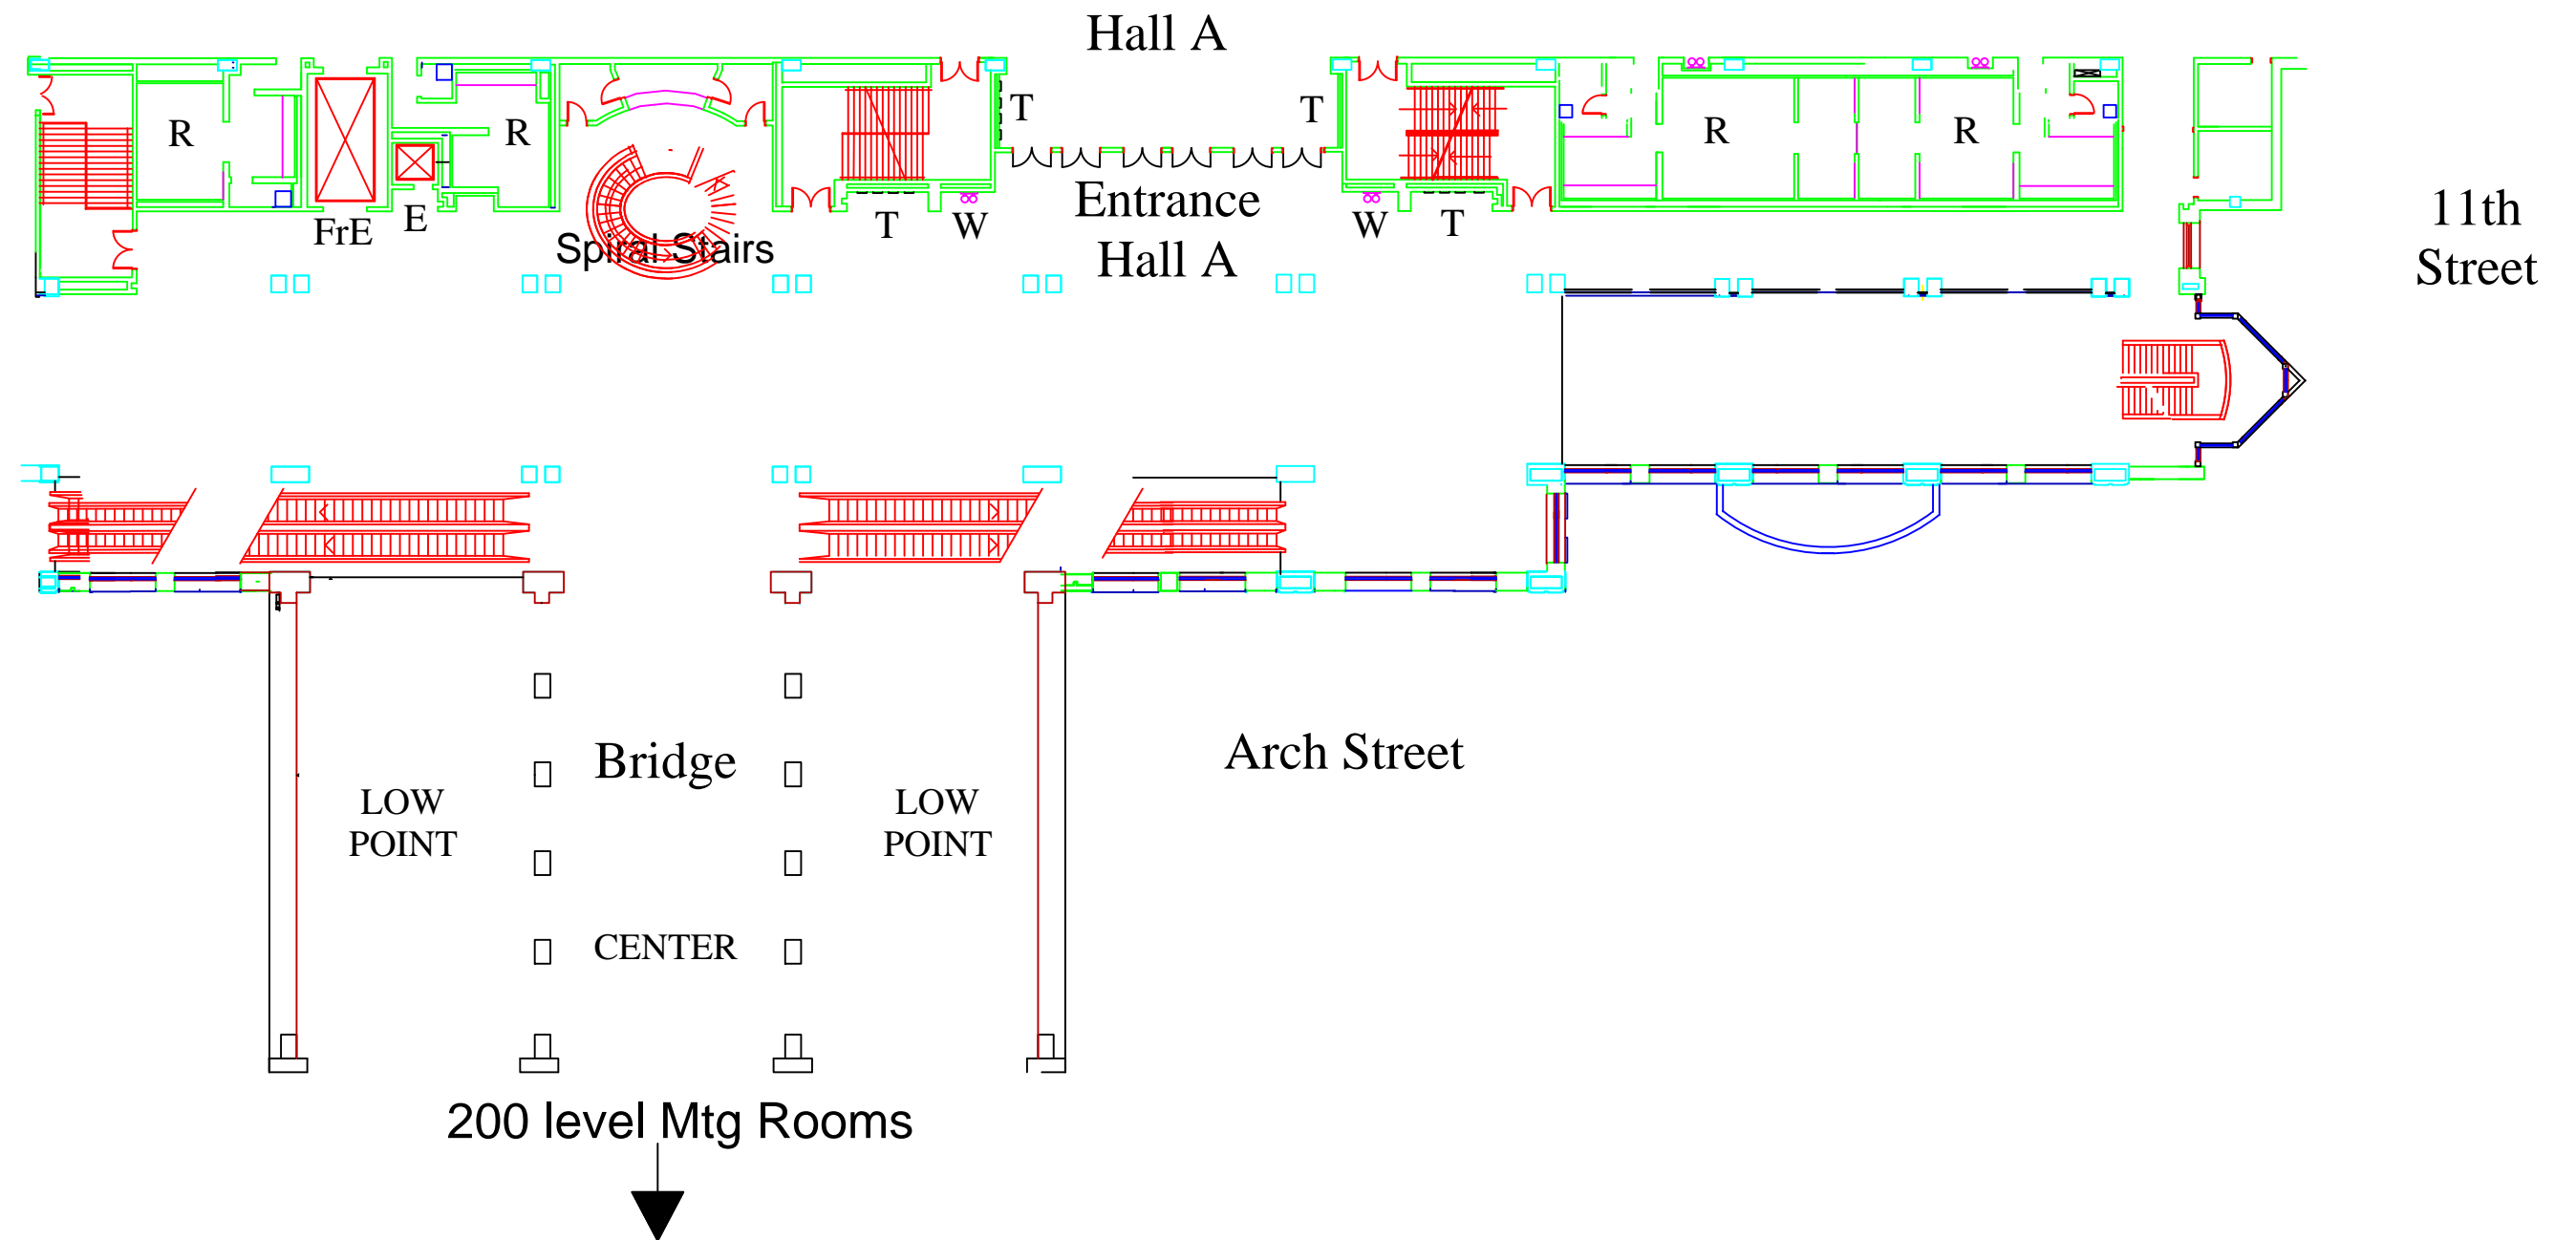 Hall A
T
T
R
R
R
R
Entrance
Hall A
FrE
E
T
W
W
T
Spiral Stairs
11th
Street
Bridge
Arch Street
LOW
POINT
LOW
POINT
CENTER
200 level Mtg Rooms